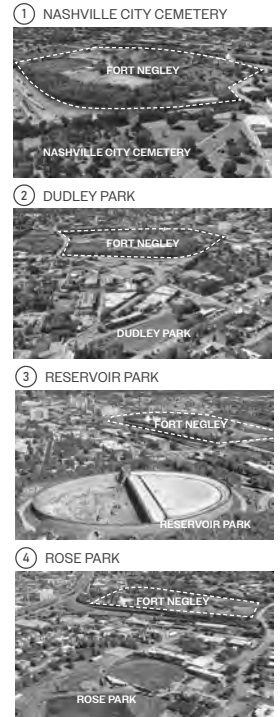 1 NASHVILLE CITY CEMETERY
FORT NEGLEY
NASHVILLE CITY CEMETERY
2 DUDLEY PARK
FORT NEGLEY
DUDLEY PARK
3 RESERVOIR PARK
FORT NEGLEY
RESERVOIR PARK
4 ROSE PARK
FORT NEGLEY
ROSE PARK